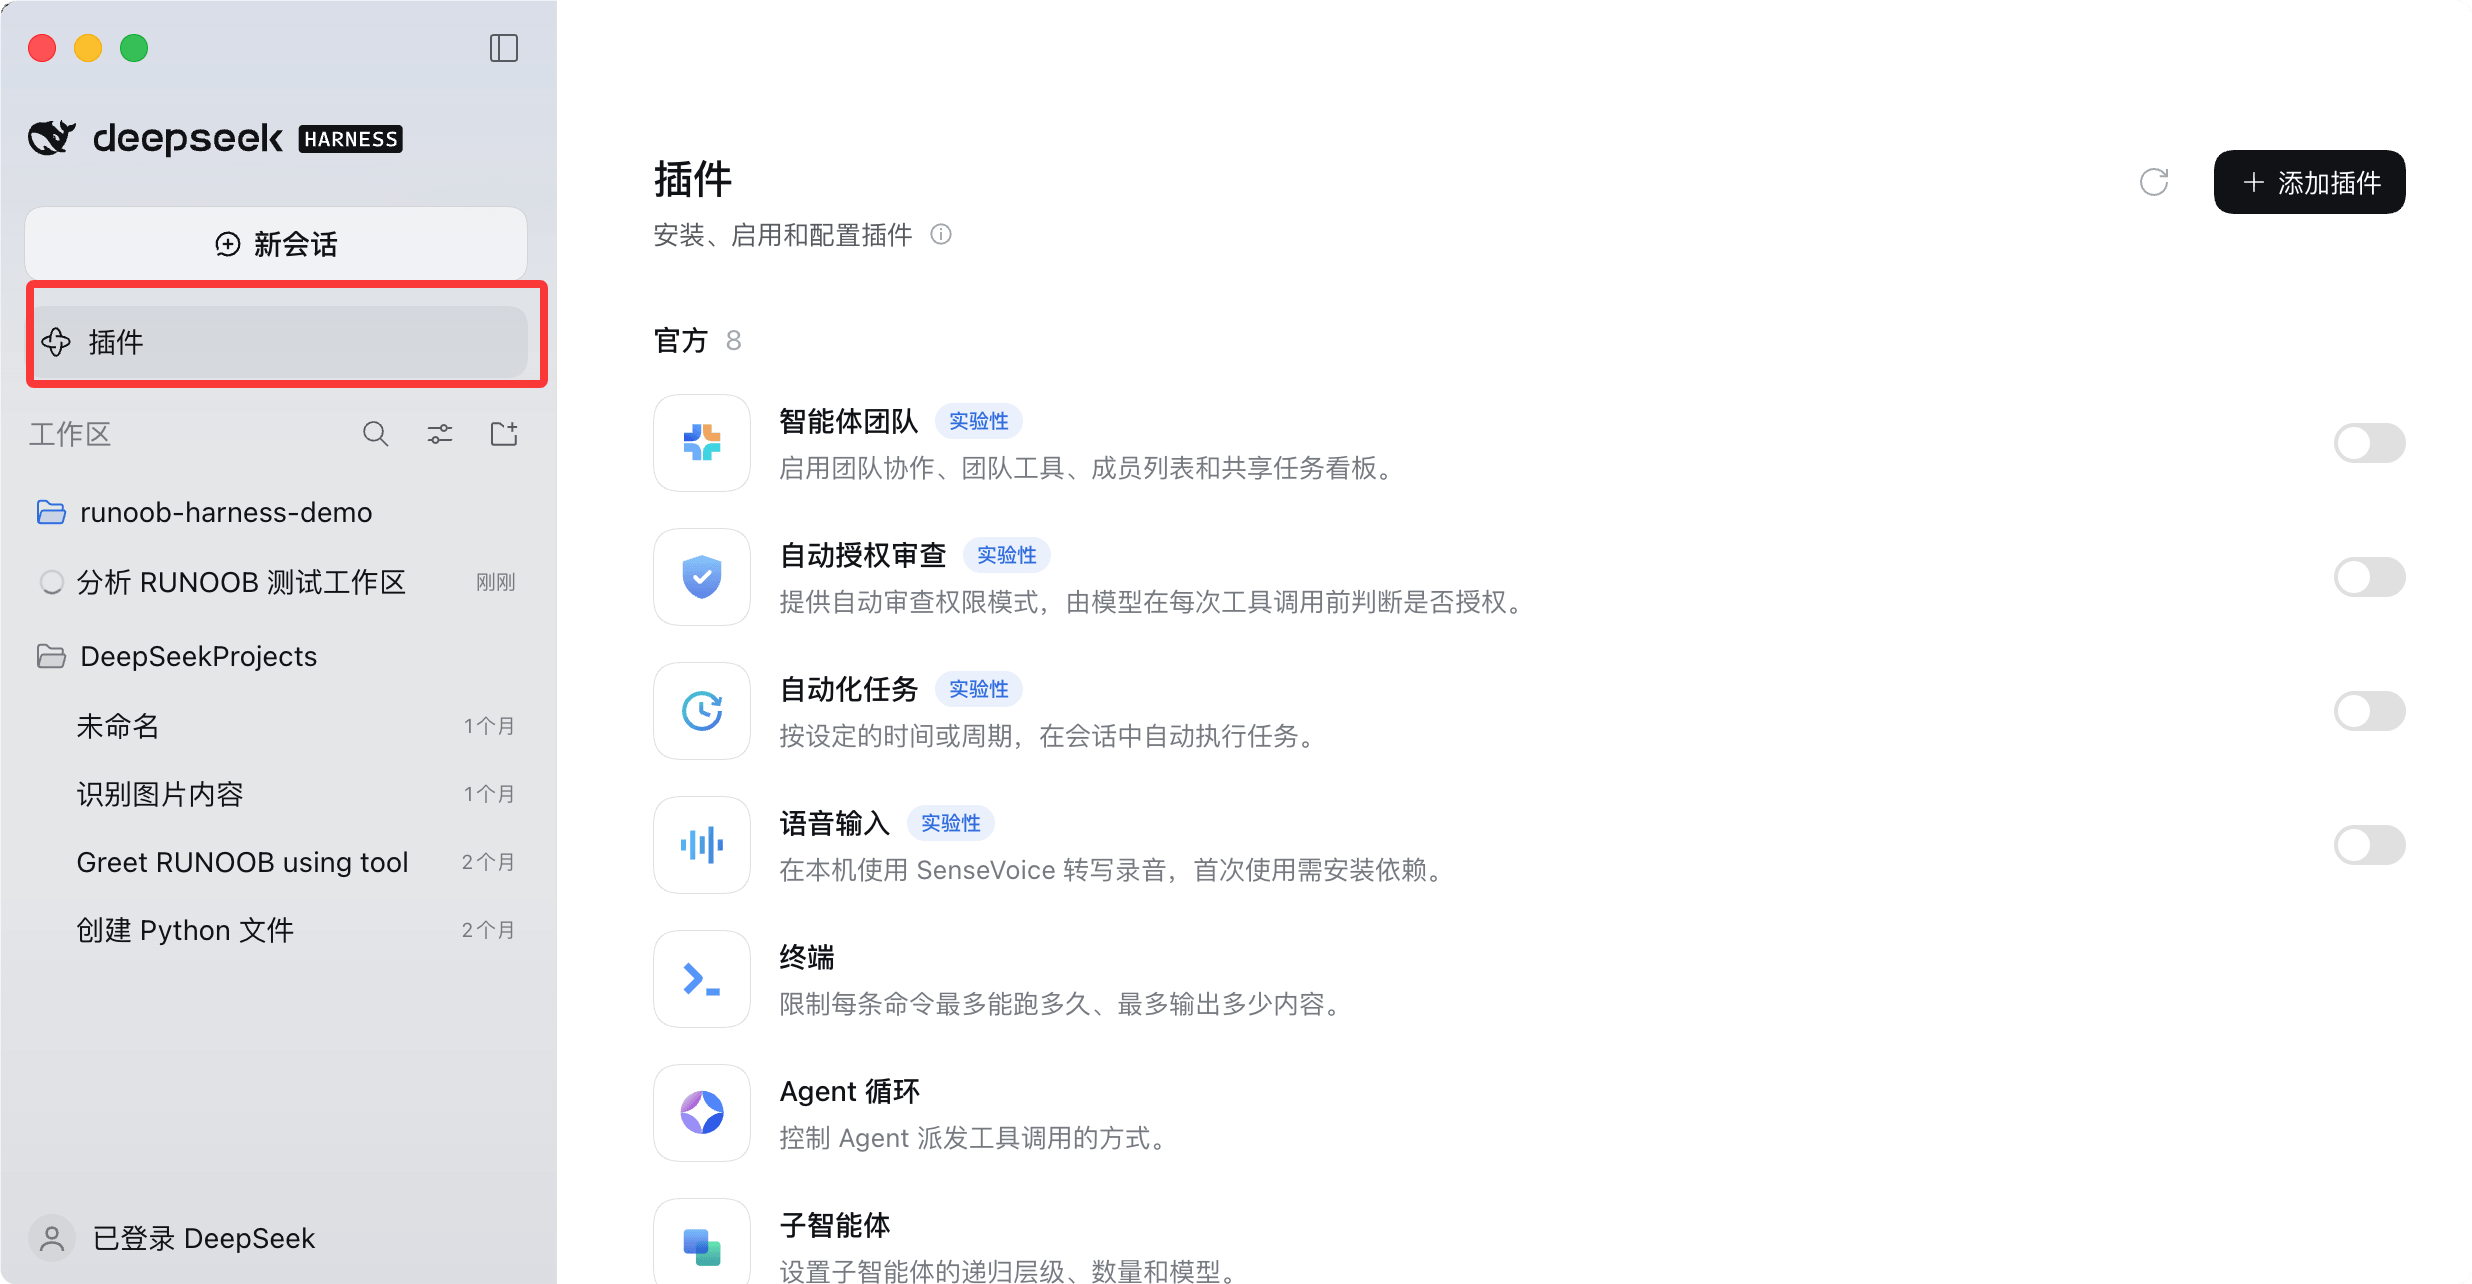 deepseek HARNESS
新会话
插件
工作区
runoob-harness-demo
分析 RUNOOB 测试工作区 刚刚
DeepSeekProjects
未命名 1个月
识别图片内容 1个月
Greet RUNOOB using tool 2个月
创建 Python 文件 2个月
已登录 DeepSeek
插件
添加插件
安装、启用和配置插件
官方 8
智能体团队 实验性
启用团队协作、团队工具、成员列表和共享任务看板。
自动授权审查 实验性
提供自动审查权限模式，由模型在每次工具调用前判断是否授权。
自动化任务 实验性
按设定的时间或周期，在会话中自动执行任务。
语音输入 实验性
在本机使用 SenseVoice 转写录音，首次使用需安装依赖。
终端
限制每条命令最多能跑多久、最多输出多少内容。
Agent 循环
控制 Agent 派发工具调用的方式。
子智能体
设置子智能体的递归层级、数量和模型。